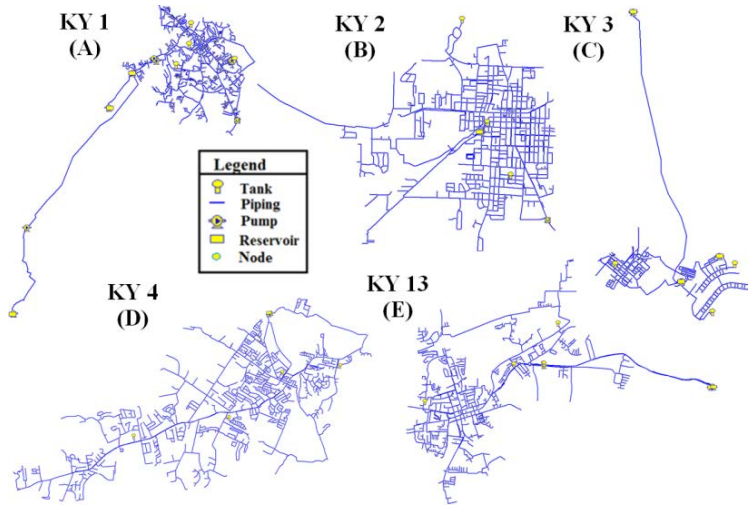 KY 1
(A)
KY 2
(B)
KY 3
(C)
Legend
Tank
Piping
Pump
Reservoir
Node
KY 4
(D)
KY 13
(E)